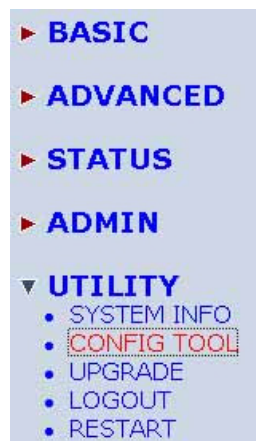 BASIC
ADVANCED
STATUS
ADMIN
UTILITY
SYSTEM INFO
CONFIG TOOL
UPGRADE
LOGOUT
RESTART